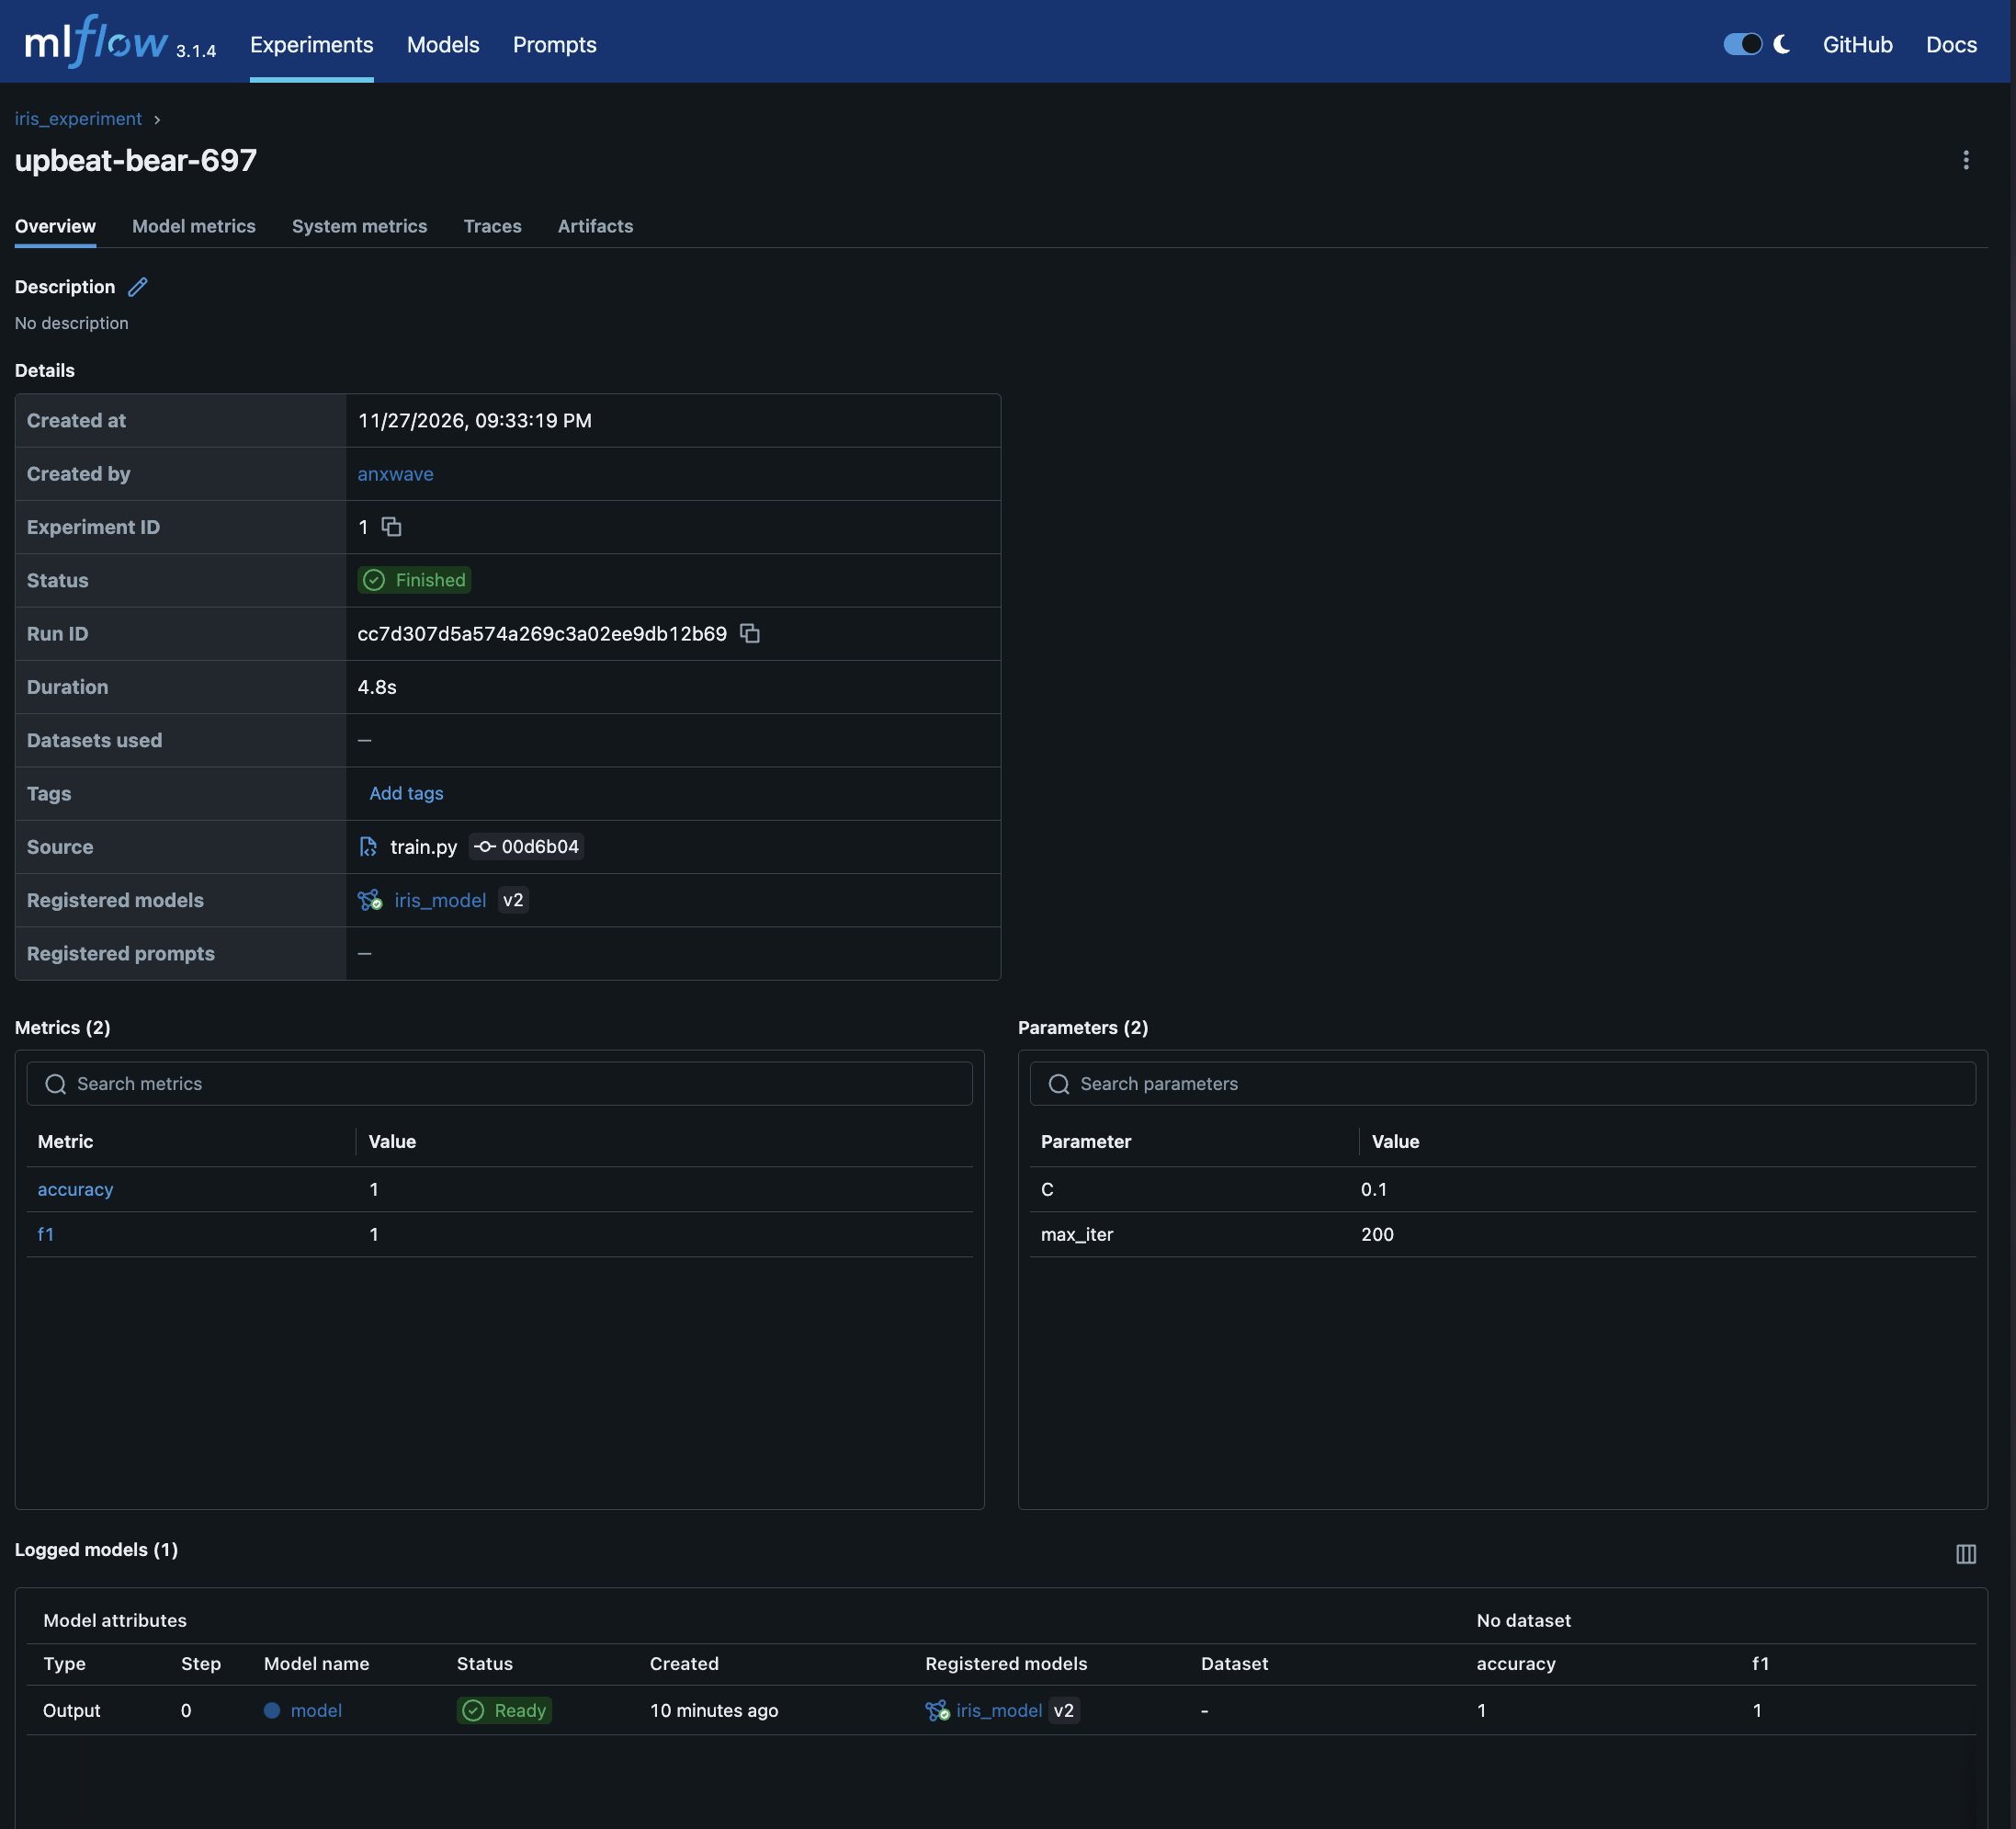 mlflow 3.1.4 Experiments Models Prompts GitHub Docs
iris_experiment ›
upbeat-bear-697
Overview Model metrics System metrics Traces Artifacts
Description
No description
Details
Created at 11/27/2026, 09:33:19 PM
Created by anxwave
Experiment ID 1
Status Finished
Run ID cc7d307d5a574a269c3a02ee9db12b69
Duration 4.8s
Datasets used —
Tags Add tags
Source train.py 00d6b04
Registered models iris_model v2
Registered prompts —
Metrics (2)
Search metrics
Metric Value
accuracy 1
f1 1
Parameters (2)
Search parameters
Parameter Value
C 0.1
max_iter 200
Logged models (1)
Model attributes No dataset
Type Step Model name Status Created Registered models Dataset accuracy f1
Output 0 model Ready 10 minutes ago iris_model v2 - 1 1